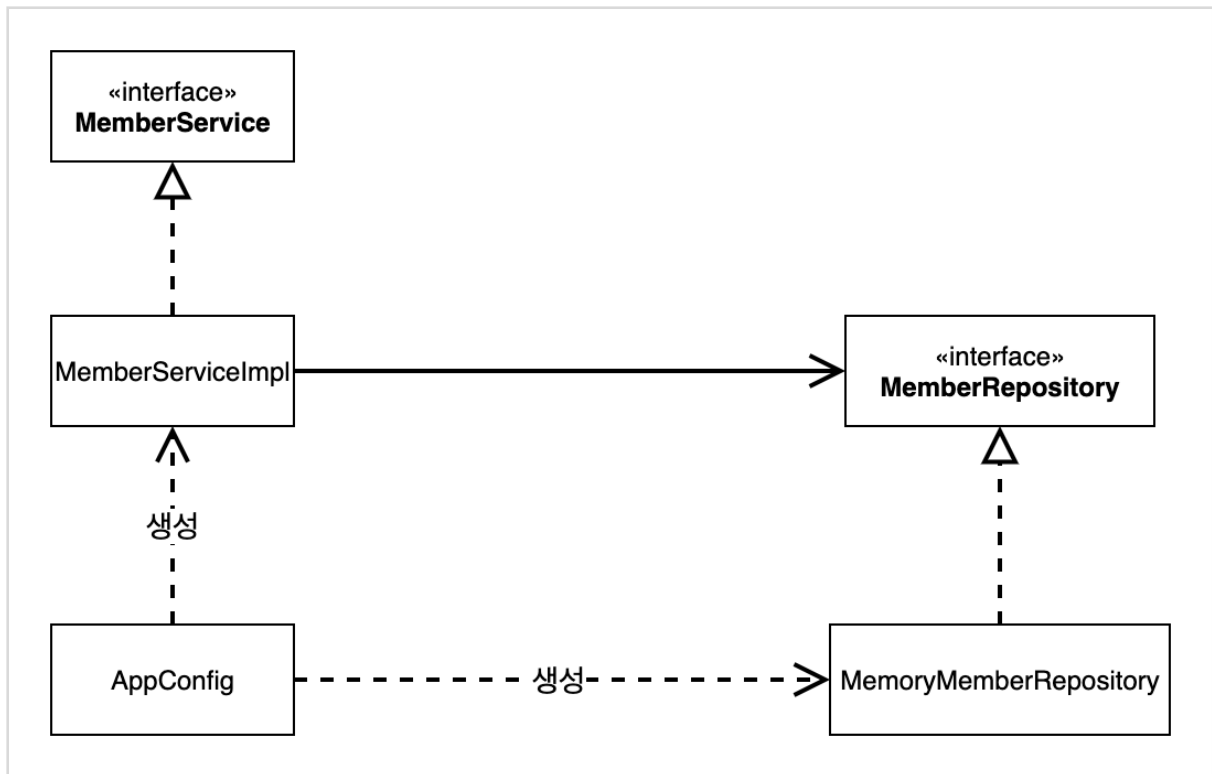 «interface»
MemberService
MemberServiceImpl
«interface»
MemberRepository
생성
AppConfig
생성
MemoryMemberRepository